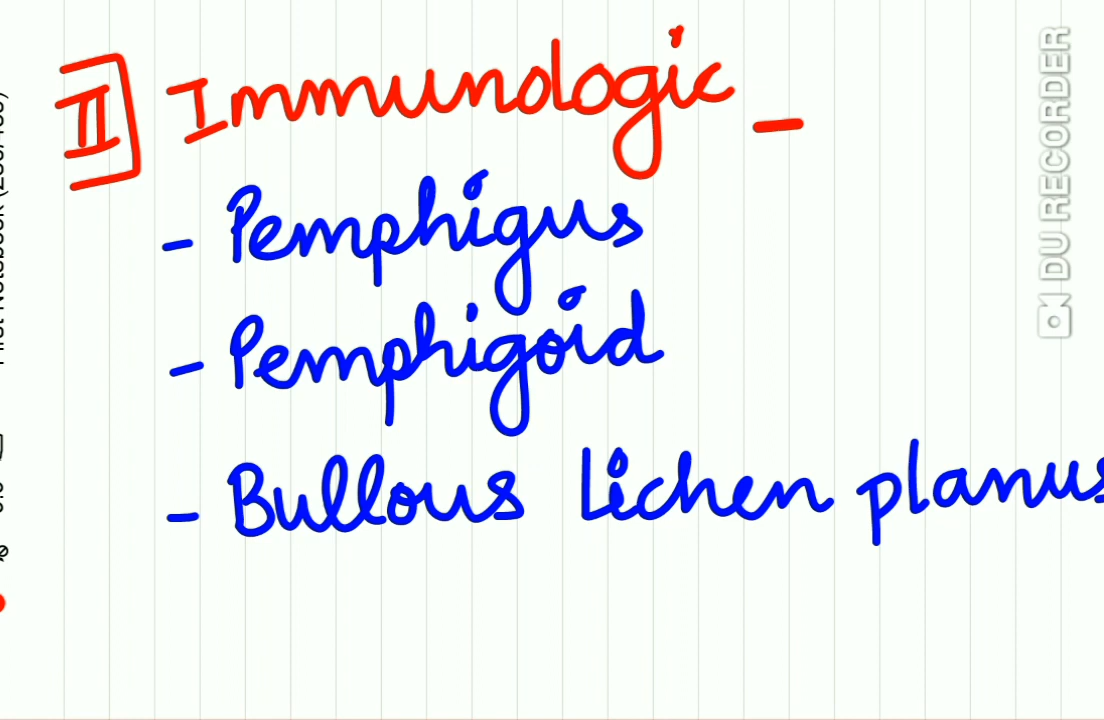 II] Immunologic -
- Pemphigus
- Pemphigoid
- Bullous lichen planus
DU RECORDER